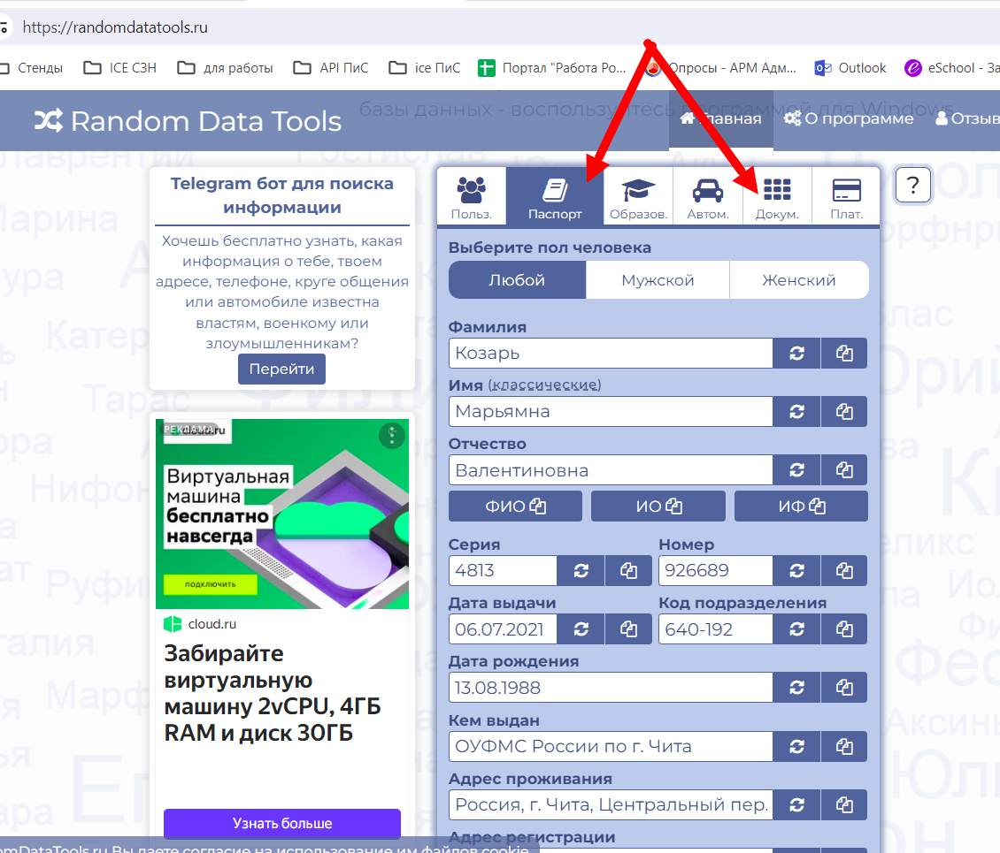 https://randomdatatools.ru
Стенды
ICE СЗН
для работы
API ПиС
ice ПиС
Портал "Работа Ро...
Опросы - АРМ Адм...
Outlook
eSchool - За
базы данных - воспользуйтесь программой для Windows
Random Data Tools
Главная
О программе
Отзыв
Telegram бот для поиска
информации
Хочешь бесплатно узнать, какая
информация о тебе, твоем
адресе, телефоне, круге общения
или автомобиле известна
властям, военкому или
злоумышленникам?
Перейти
РЕКЛАМА
cloud.ru
Виртуальная
машина
бесплатно
навсегда
ПОДКЛЮЧИТЬ
cloud.ru
Забирайте
виртуальную
машину 2vCPU, 4ГБ
RAM и диск 30ГБ
Узнать больше
Польз.
Паспорт
Образов.
Автом.
Докум.
Плат.
?
Выберите пол человека
Любой
Мужской
Женский
Фамилия
Козарь
Имя (классические)
Марьямна
Отчество
Валентиновна
ФИО
ИО
ИФ
Серия
Номер
4813
926689
Дата выдачи
Код подразделения
06.07.2021
640-192
Дата рождения
13.08.1988
Кем выдан
ОУФМС России по г. Чита
Адрес проживания
Россия, г. Чита, Центральный пер.
Адрес регистрации
omDataTools.ru Вы даете согласие на использование им файлов cookie